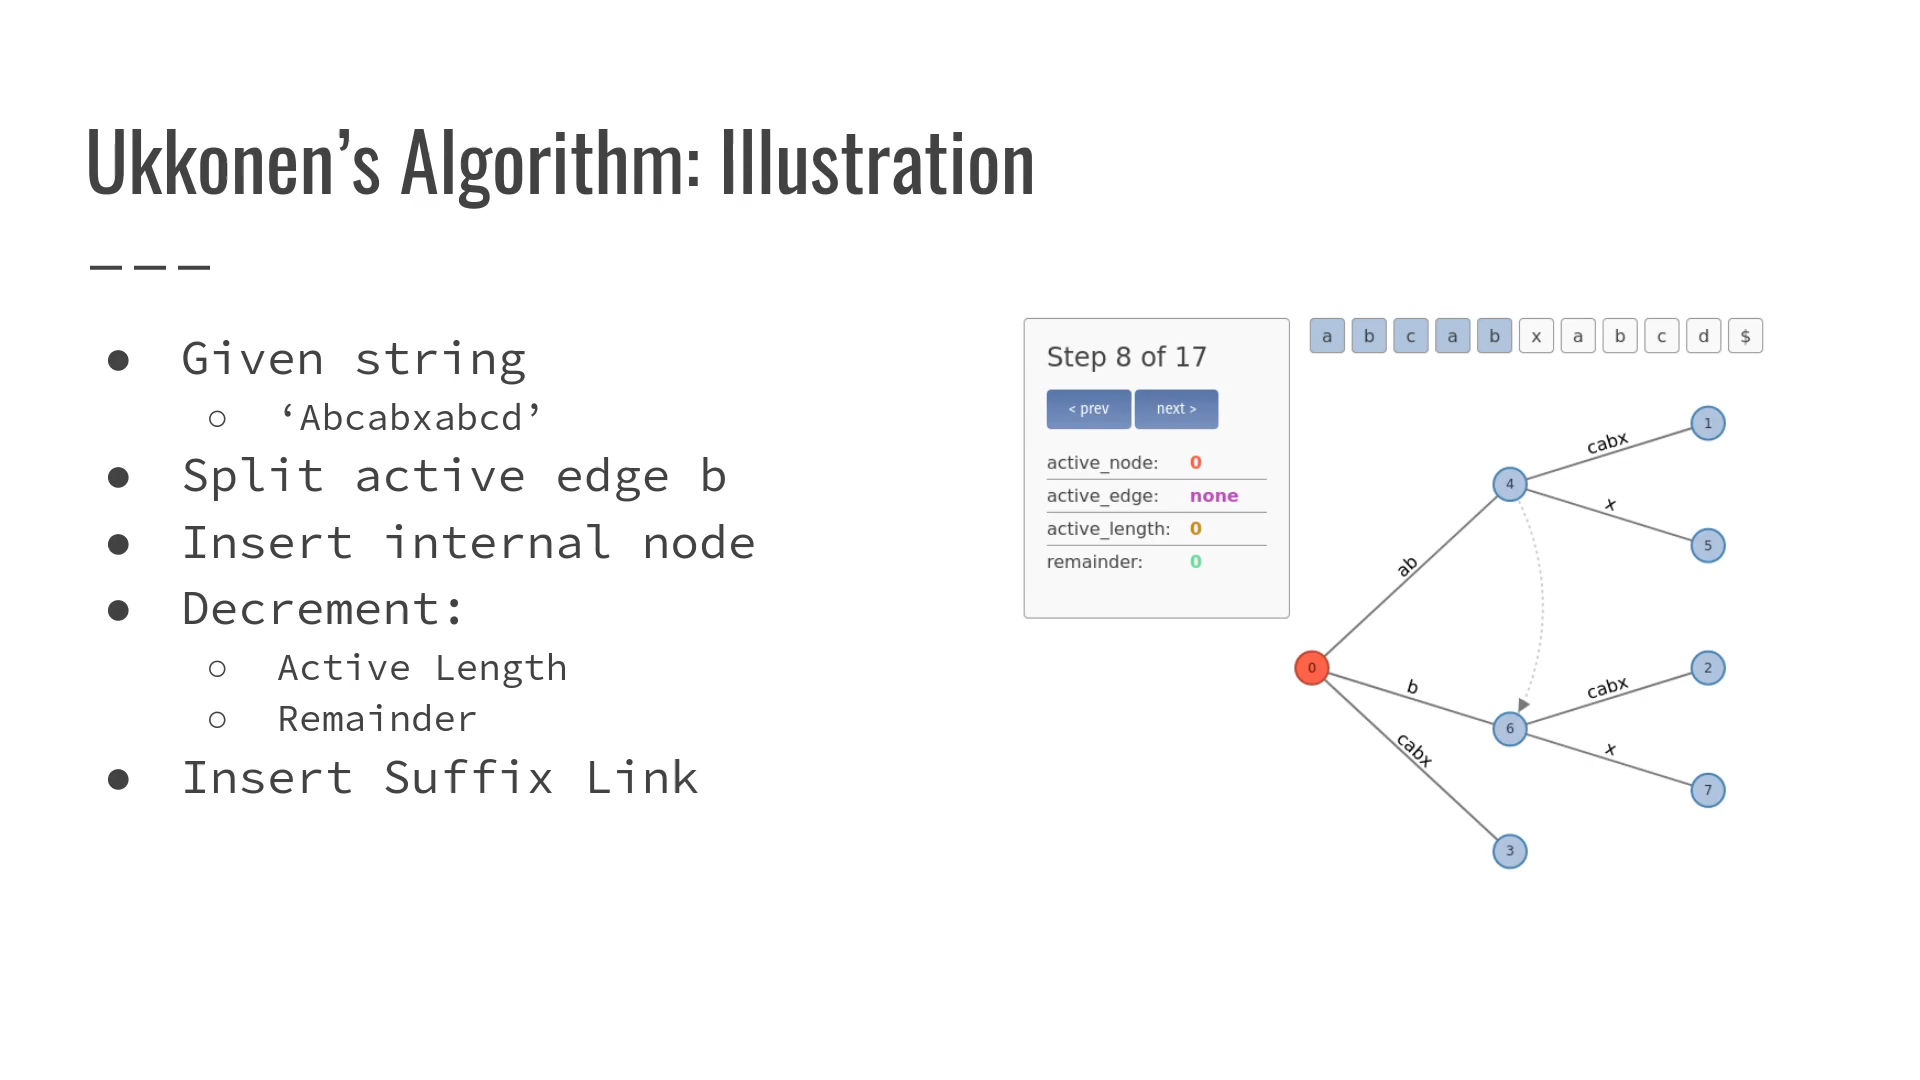 Ukkonen’s Algorithm: Illustration
● Given string
○ ‘Abcabxabcd’
● Split active edge b
● Insert internal node
● Decrement:
○ Active Length
○ Remainder
● Insert Suffix Link
Step 8 of 17
< prev next >
active_node: 0
active_edge: none
active_length: 0
remainder: 0
a b c a b x a b c d $
1
cabx
4
x
5
ab
0
b
cabx
2
cabx
6
x
7
3